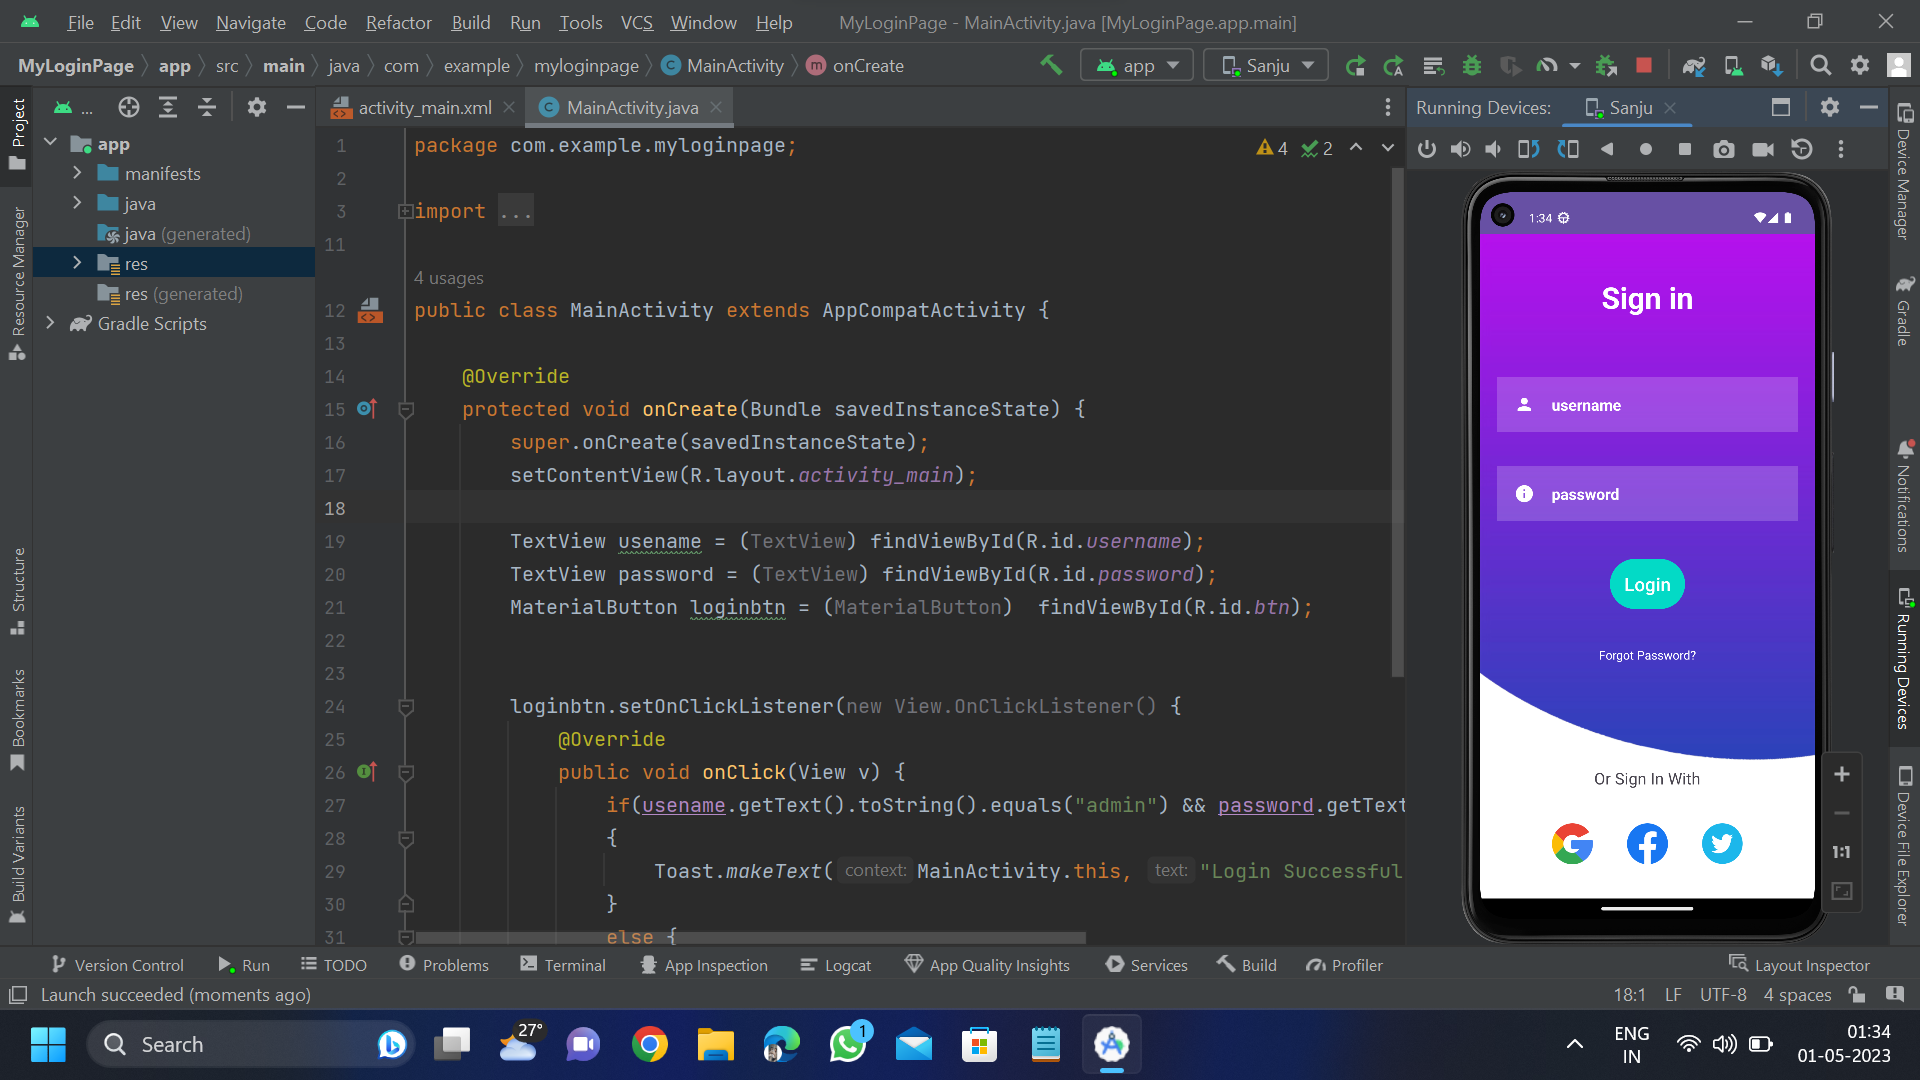 File Edit View Navigate Code Refactor Build Run Tools VCS Window Help MyLoginPage - MainActivity.java [MyLoginPage.app.main]
MyLoginPage app src main java com example myloginpage MainActivity onCreate app Sanju
Project
Resource Manager
Structure
Bookmarks
Build Variants
...
app
manifests
java
java (generated)
res
res (generated)
Gradle Scripts
activity_main.xml MainActivity.java
4 2
1 package com.example.myloginpage;
2
3 import ...
11
4 usages
12 public class MainActivity extends AppCompatActivity {
13
14 @Override
15 protected void onCreate(Bundle savedInstanceState) {
16 super.onCreate(savedInstanceState);
17 setContentView(R.layout.activity_main);
18
19 TextView usename = (TextView) findViewById(R.id.username);
20 TextView password = (TextView) findViewById(R.id.password);
21 MaterialButton loginbtn = (MaterialButton) findViewById(R.id.btn);
22
23
24 loginbtn.setOnClickListener(new View.OnClickListener() {
25 @Override
26 public void onClick(View v) {
27 if(usename.getText().toString().equals("admin") && password.getText
28 {
29 Toast.makeText( context: MainActivity.this, text: "Login Successful
30 }
31 else {
Running Devices: Sanju
1:34
Sign in
username
password
Login
Forgot Password?
Or Sign In With
1:1
Device Manager
Gradle
Notifications
Running Devices
Device File Explorer
Version Control Run TODO Problems Terminal App Inspection Logcat App Quality Insights Services Build Profiler Layout Inspector
Launch succeeded (moments ago) 18:1 LF UTF-8 4 spaces
Search 27° 1 ENG IN 01:34
01-05-2023